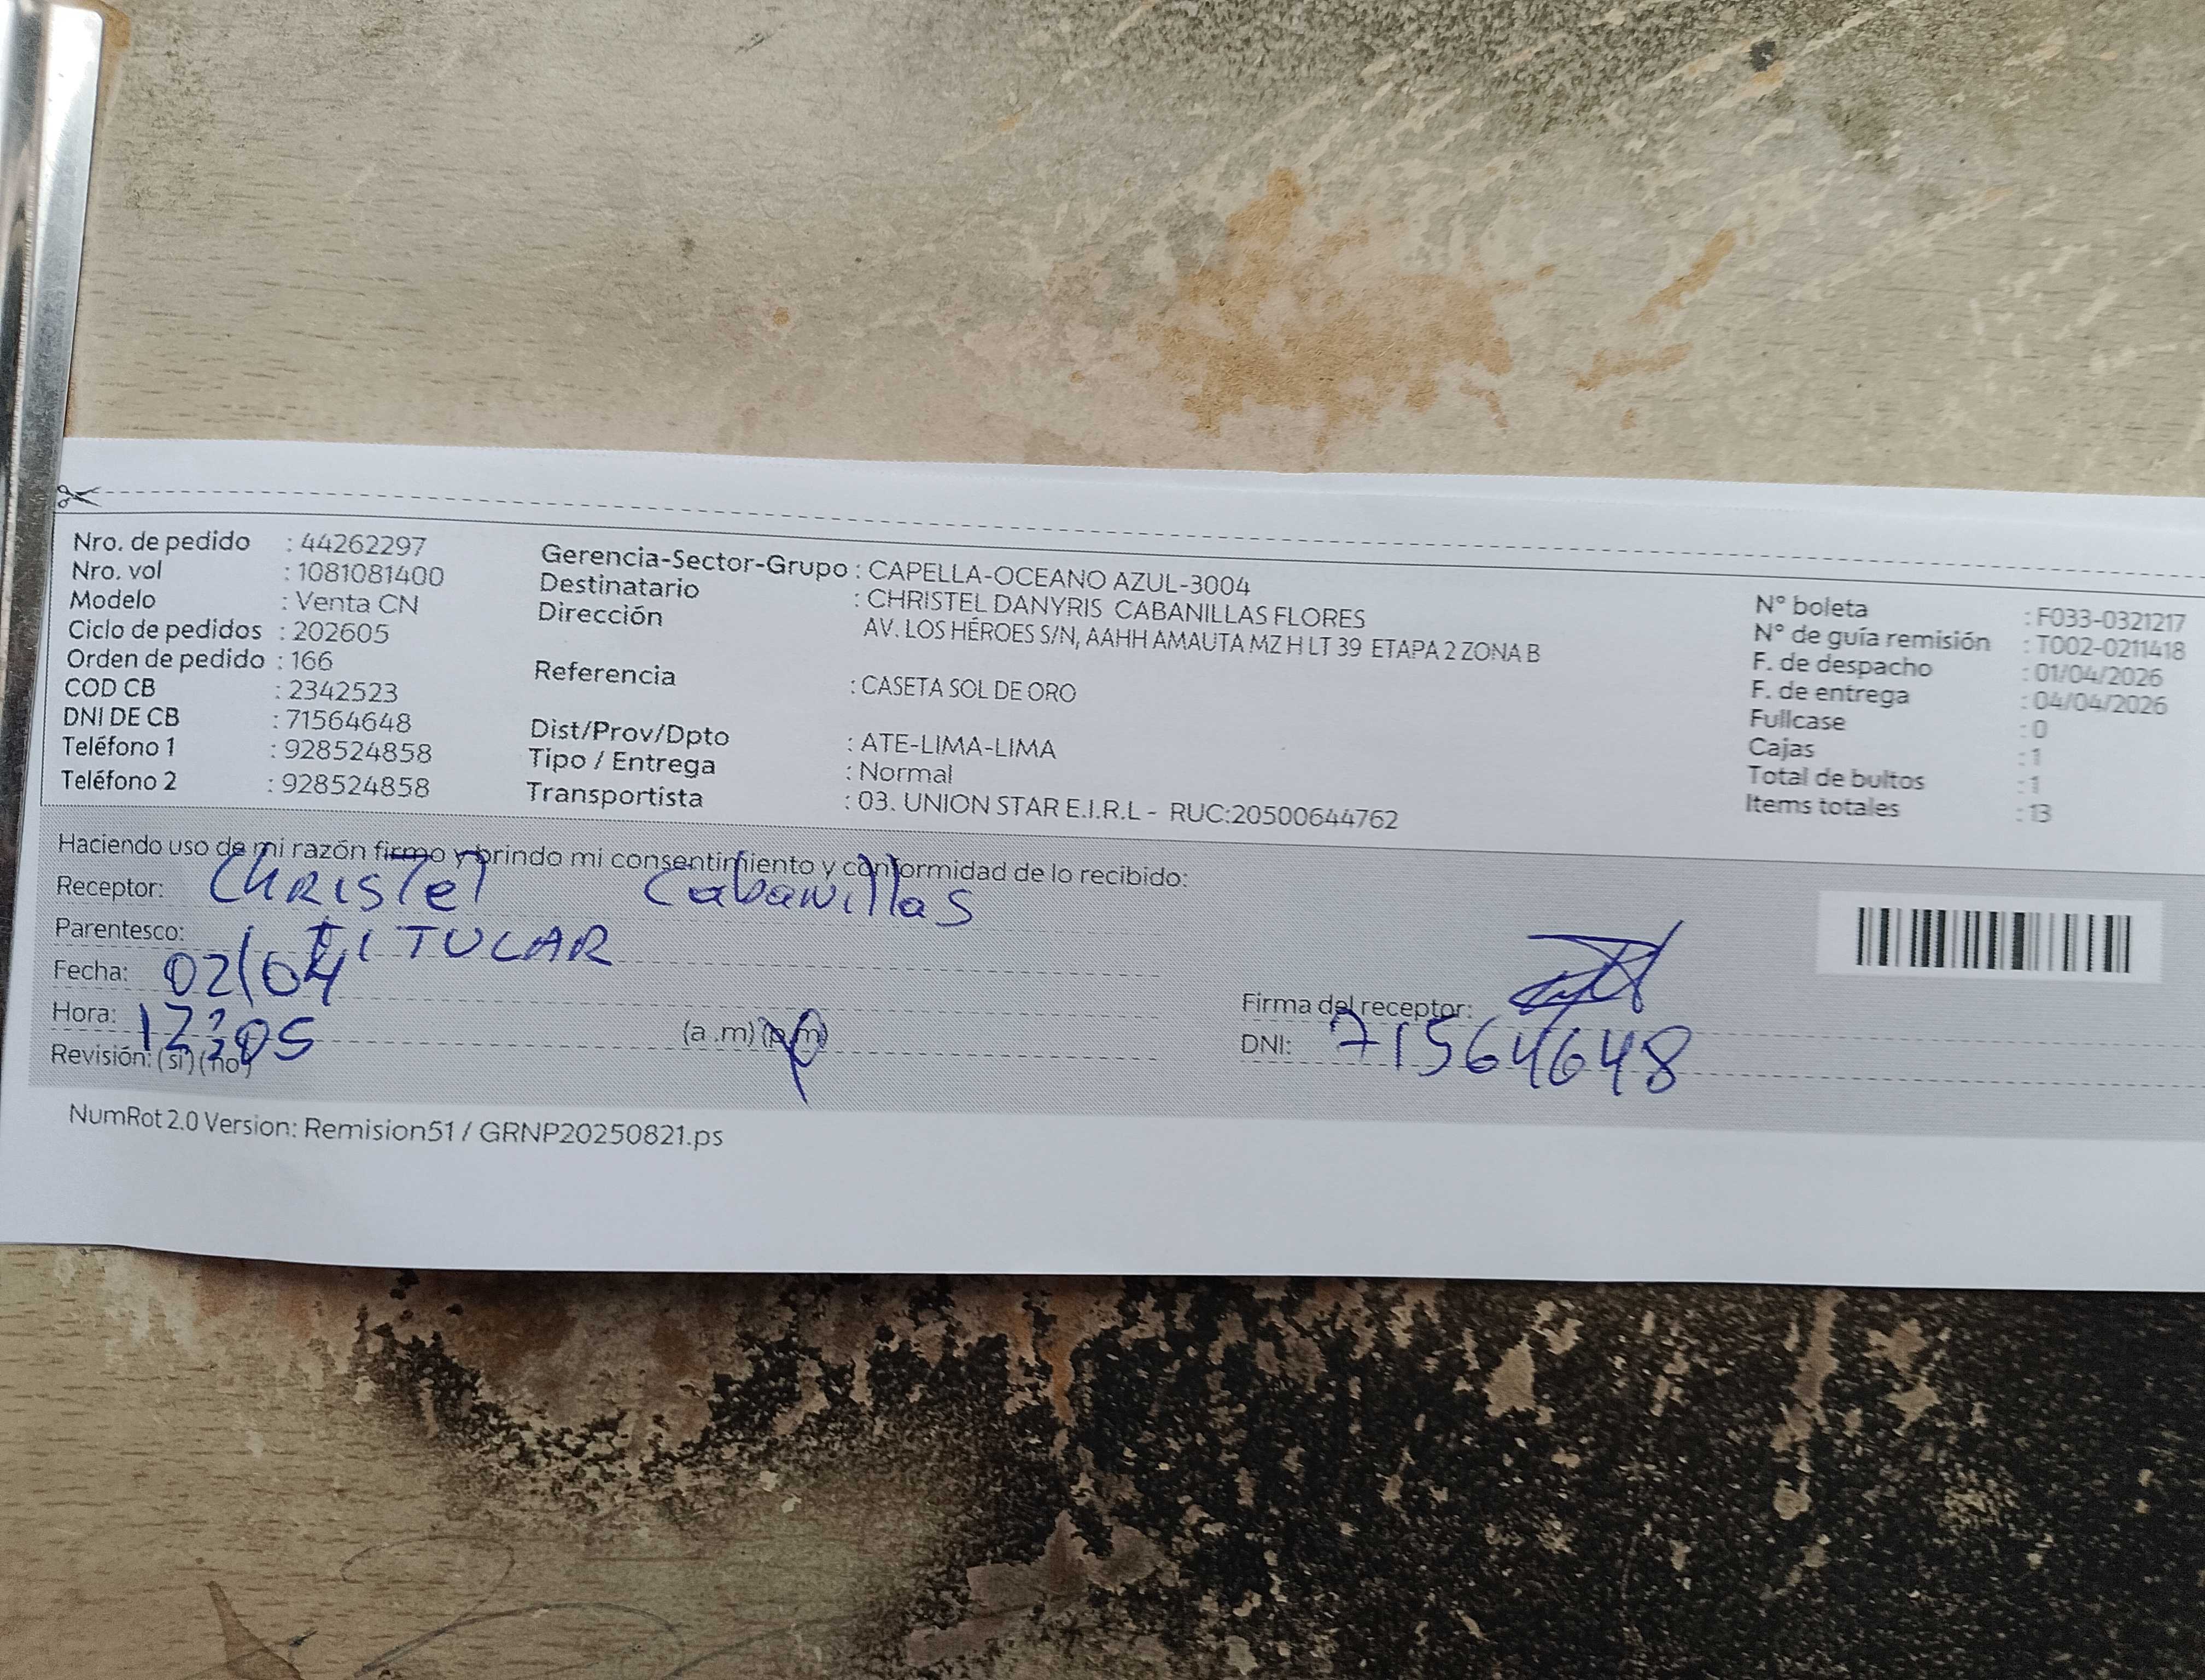 Nro. de pedido : 44262297
Nro. vol : 1081081400
Modelo : Venta CN
Ciclo de pedidos : 202605
Orden de pedido : 166
COD CB : 2342523
DNI DE CB : 71564648
Teléfono 1 : 928524858
Teléfono 2 : 928524858
Gerencia-Sector-Grupo : CAPELLA-OCEANO AZUL-3004
Destinatario : CHRISTEL DANYRIS CABANILLAS FLORES
Dirección AV. LOS HÉROES S/N, AAHH AMAUTA MZ H LT 39 ETAPA 2 ZONA B
Referencia : CASETA SOL DE ORO
Dist/Prov/Dpto : ATE-LIMA-LIMA
Tipo / Entrega : Normal
Transportista : 03. UNION STAR E.I.R.L - RUC:20500644762
N° boleta : F033-0321217
N° de guía remisión : T002-0211418
F. de despacho : 01/04/2026
F. de entrega : 04/04/2026
Fullcase : 0
Cajas : 1
Total de bultos : 1
Items totales : 13
Haciendo uso de mi razón firmo y brindo mi consentimiento y conformidad de lo recibido:
Receptor: Christel Cabanillas
Parentesco: TITULAR
Fecha: 02/04
Hora: 12:05 (a .m) (p.m)
Revisión: (si) (no)
Firma del receptor:
DNI: 71564648
NumRot 2.0 Version: Remision51 / GRNP20250821.ps